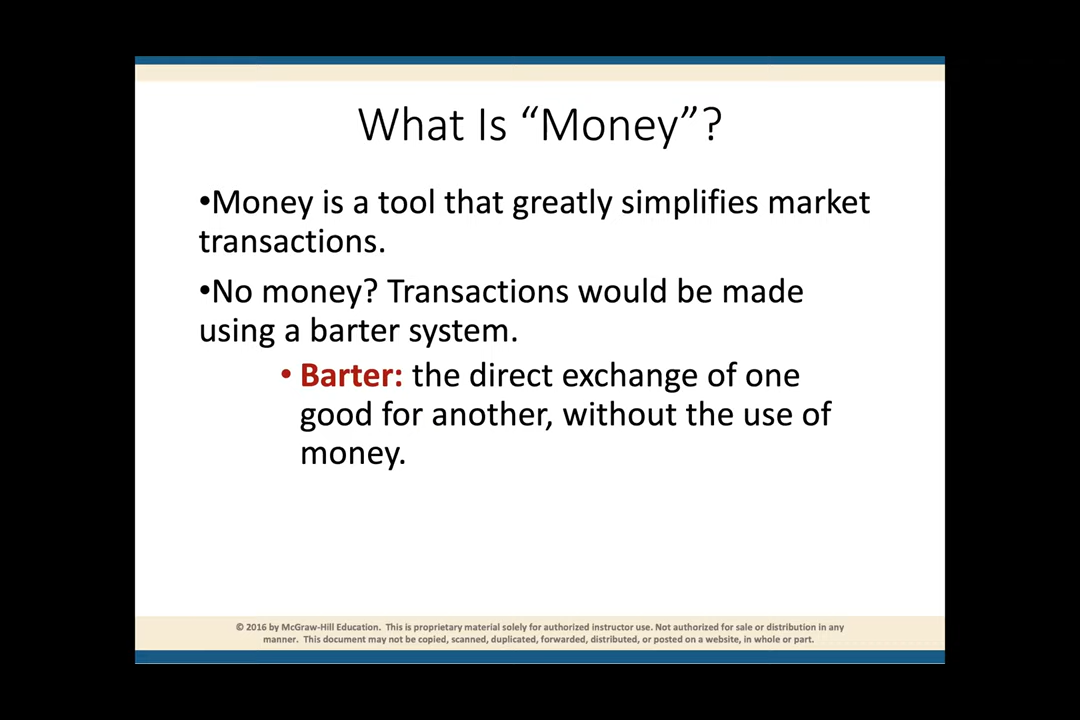 What Is “Money”?
•Money is a tool that greatly simplifies market
transactions.
•No money? Transactions would be made
using a barter system.
• Barter: the direct exchange of one
good for another, without the use of
money.
© 2016 by McGraw-Hill Education. This is proprietary material solely for authorized instructor use. Not authorized for sale or distribution in any
manner. This document may not be copied, scanned, duplicated, forwarded, distributed, or posted on a website, in whole or part.